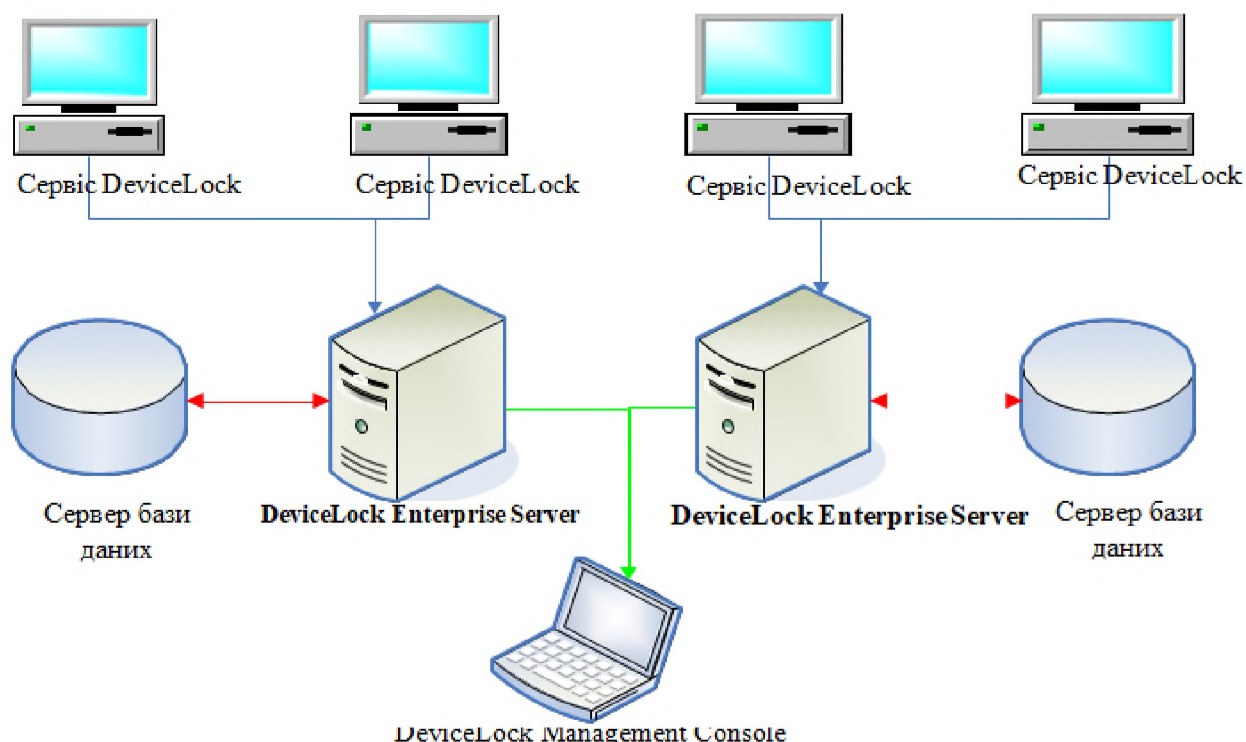 Сервіс DeviceLock
Сервіс DeviceLock
Сервіс DeviceLock
Сервіс DeviceLock
Сервер бази
даних
DeviceLock Enterprise Server
DeviceLock Enterprise Server
Сервер бази
даних
DeviceLock Management Console